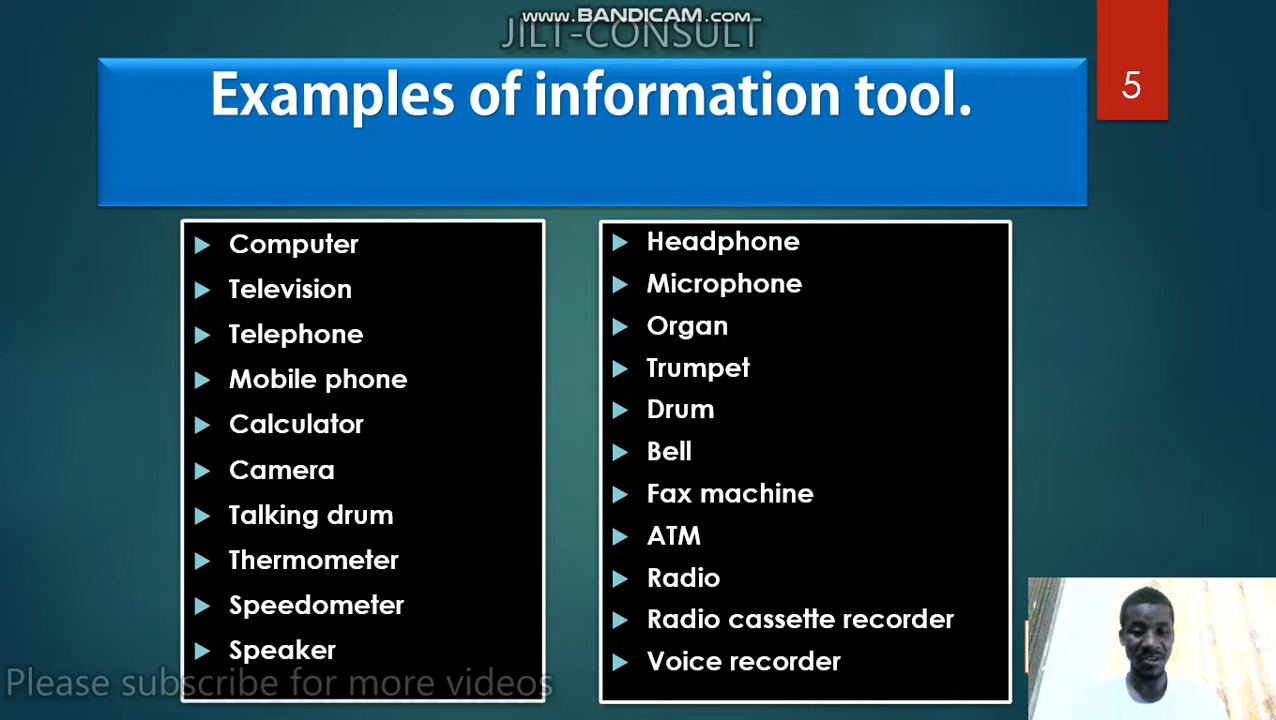 www.BANDICAM.com
JILT-CONSULT
Examples of information tool.
5
Computer
Television
Telephone
Mobile phone
Calculator
Camera
Talking drum
Thermometer
Speedometer
Speaker
Headphone
Microphone
Organ
Trumpet
Drum
Bell
Fax machine
ATM
Radio
Radio cassette recorder
Voice recorder
Please subscribe for more videos